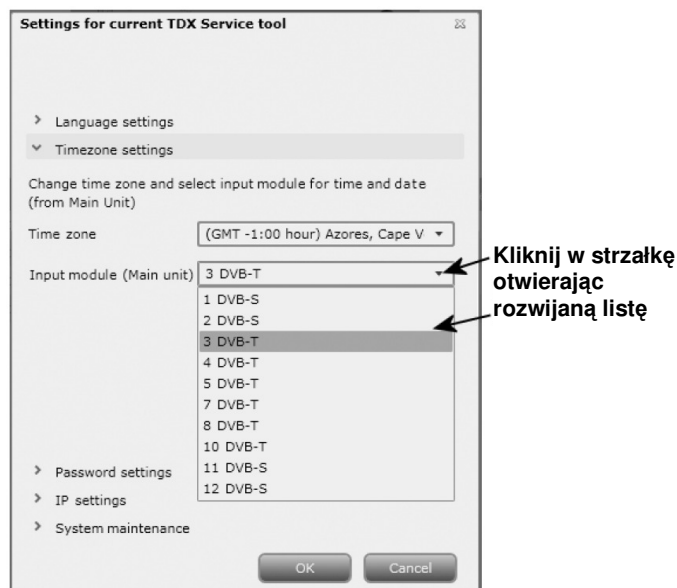 Settings for current TDX Service tool
Language settings
Timezone settings
Change time zone and select input module for time and date
(from Main Unit)
Time zone
(GMT -1:00 hour) Azores, Cape V
Input module (Main unit)
3 DVB-T
1 DVB-S
2 DVB-S
3 DVB-T
4 DVB-T
5 DVB-T
7 DVB-T
8 DVB-T
10 DVB-T
11 DVB-S
12 DVB-S
Password settings
IP settings
System maintenance
OK
Cancel
Kliknij w strzałkę
otwierając
rozwijaną listę